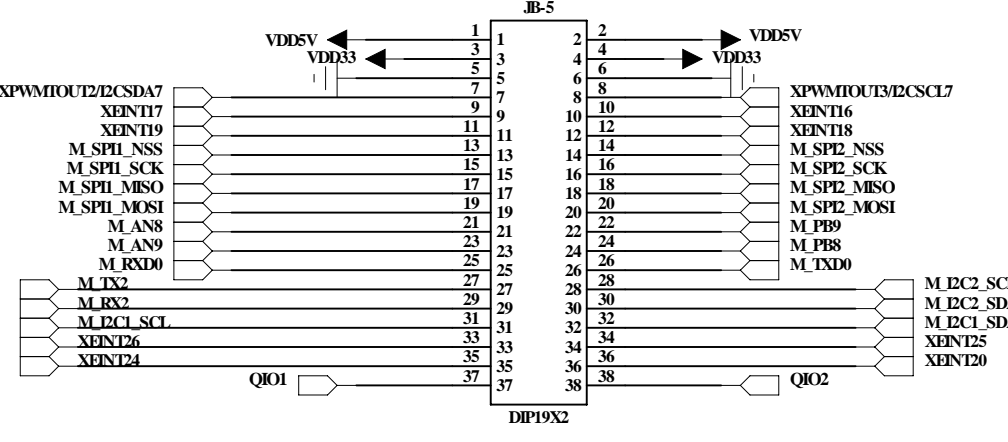 JB-5
VDD5V 1 1 2 2 VDD5V
VDD33 3 3 4 4 VDD33
5 5 6 6
XPWMTOUT2/I2CSDA7 7 7 8 8 XPWMTOUT3/I2CSCL7
XEINT17 9 9 10 10 XEINT16
XEINT19 11 11 12 12 XEINT18
M_SPI1_NSS 13 13 14 14 M_SPI2_NSS
M_SPI1_SCK 15 15 16 16 M_SPI2_SCK
M_SPI1_MISO 17 17 18 18 M_SPI2_MISO
M_SPI1_MOSI 19 19 20 20 M_SPI2_MOSI
M_AN8 21 21 22 22 M_PB9
M_AN9 23 23 24 24 M_PB8
M_RXD0 25 25 26 26 M_TXD0
M_TX2 27 27 28 28 M_I2C2_SC
M_RX2 29 29 30 30 M_I2C2_SD
M_I2C1_SCL 31 31 32 32 M_I2C1_SD
XEINT26 33 33 34 34 XEINT25
XEINT24 35 35 36 36 XEINT20
QIO1 37 37 38 38 QIO2
DIP19X2